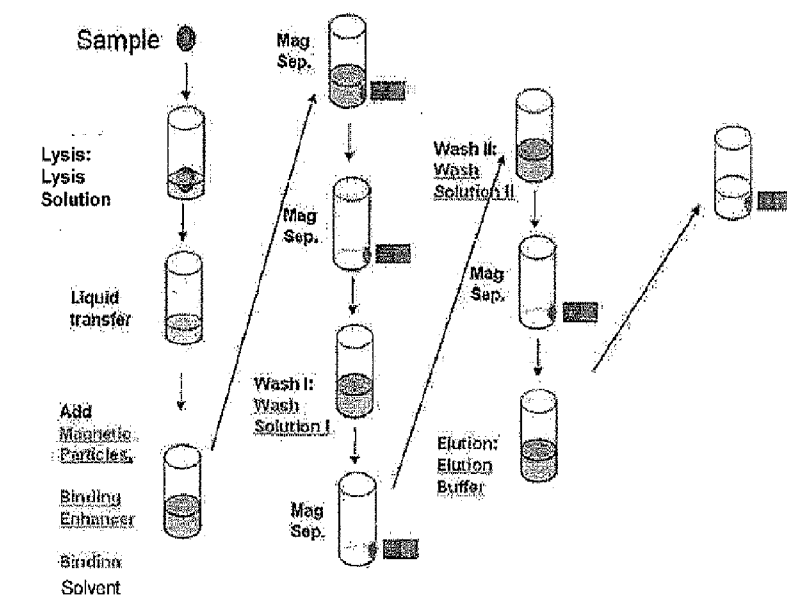 Sample
Lysis:
Lysis
Solution
Liquid
transfer
Add
Magnetic
Particles,
Binding
Enhancer
Binding
Solvent
Mag
Sep.
Mag
Sep.
Wash I:
Wash
Solution I
Mag
Sep.
Wash II:
Wash
Solution II
Mag
Sep.
Elution:
Elution
Buffer